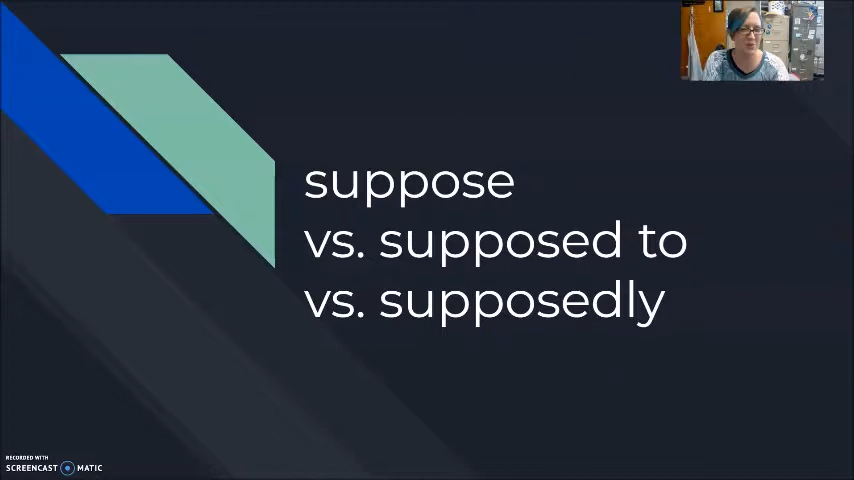 suppose
vs. supposed to
vs. supposedly
RECORDED WITH
SCREENCAST MATIC